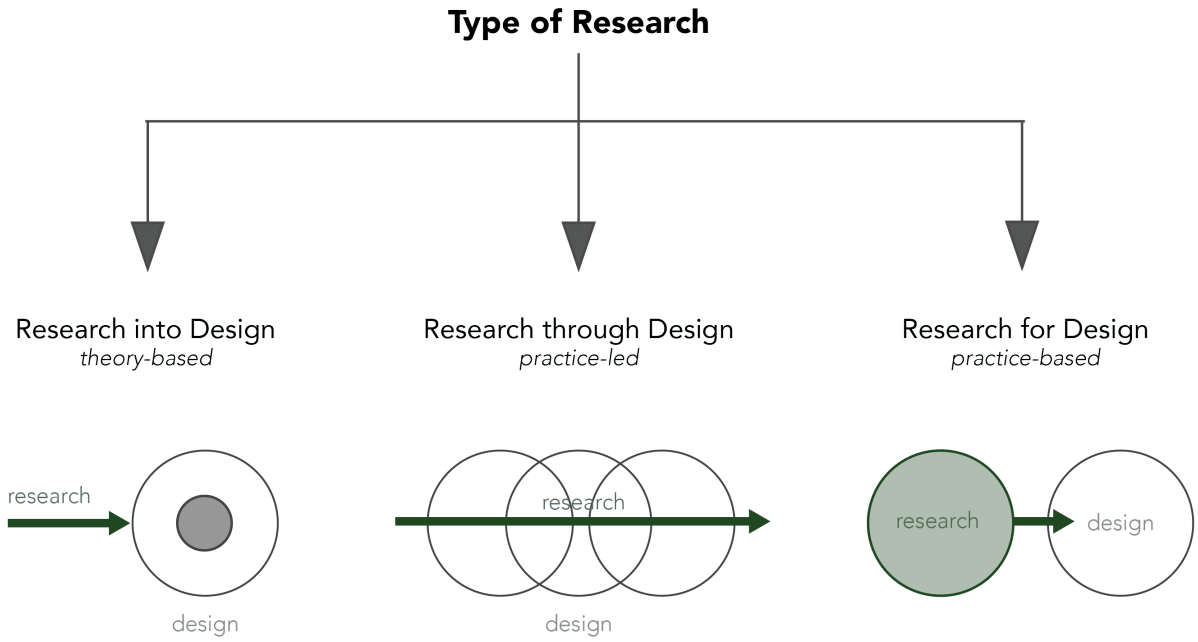 Type of Research
Research into Design
theory-based
research
design
Research through Design
practice-led
research
design
Research for Design
practice-based
research
design